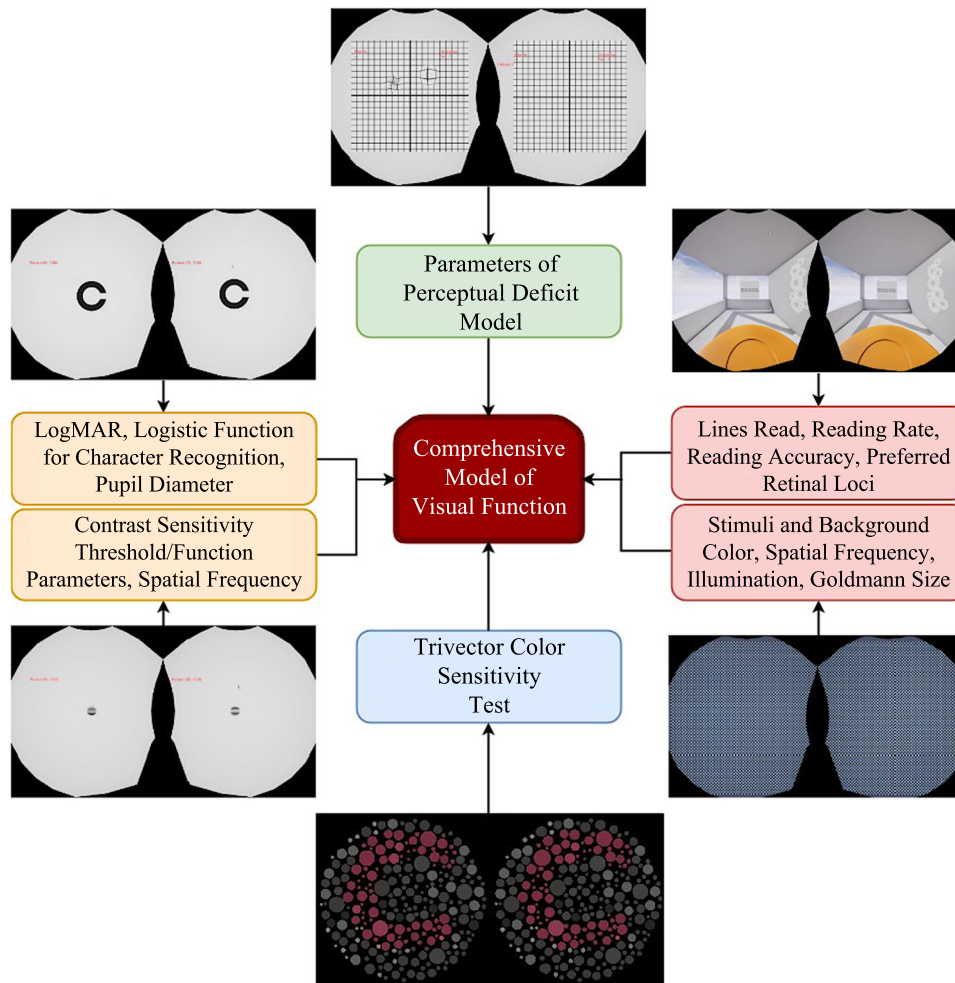 Parameters of
Perceptual Deficit
Model
LogMAR, Logistic Function
for Character Recognition,
Pupil Diameter
Contrast Sensitivity
Threshold/Function
Parameters, Spatial Frequency
Comprehensive
Model of
Visual Function
Lines Read, Reading Rate,
Reading Accuracy, Preferred
Retinal Loci
Stimuli and Background
Color, Spatial Frequency,
Illumination, Goldmann Size
Trivector Color
Sensitivity
Test